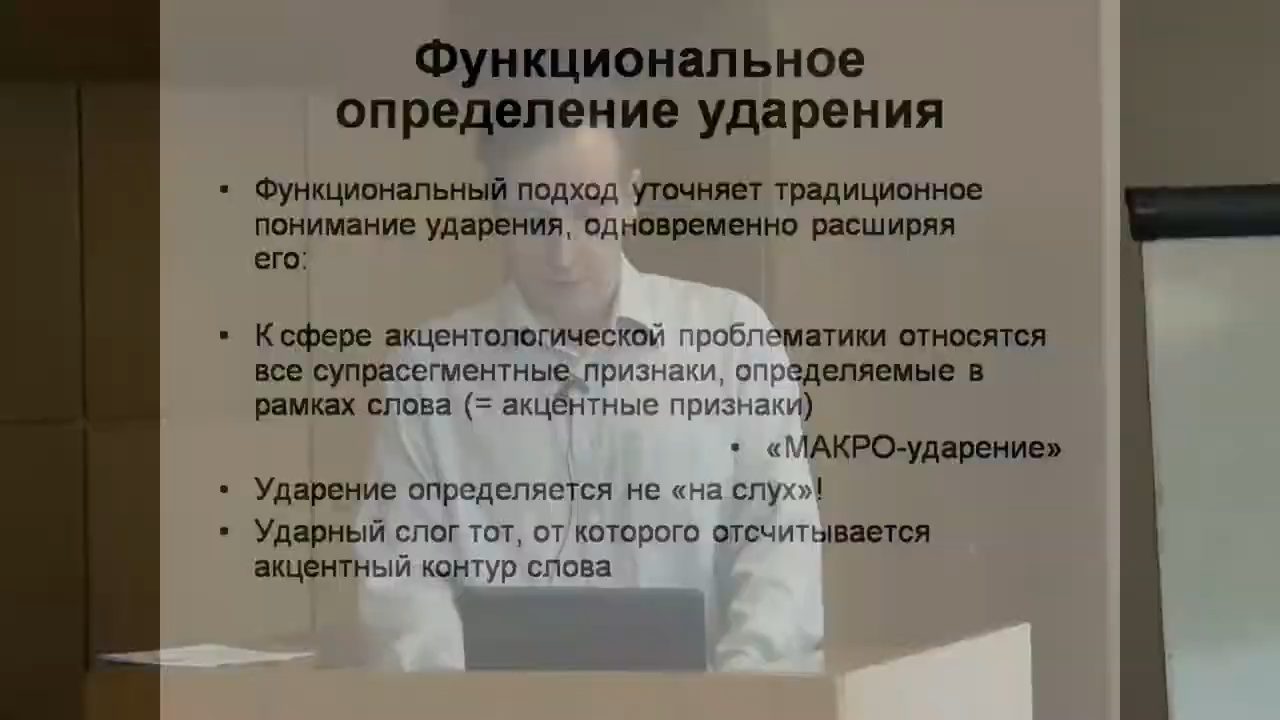 Функциональное
определение ударения
• Функциональный подход уточняет традиционное
понимание ударения, одновременно расширяя
его:
• К сфере акцентологической проблематики относятся
все супрасегментные признаки, определяемые в
рамках слова (= акцентные признаки)
• «МАКРО-ударение»
• Ударение определяется не «на слух»!
• Ударный слог тот, от которого отсчитывается
акцентный контур слова